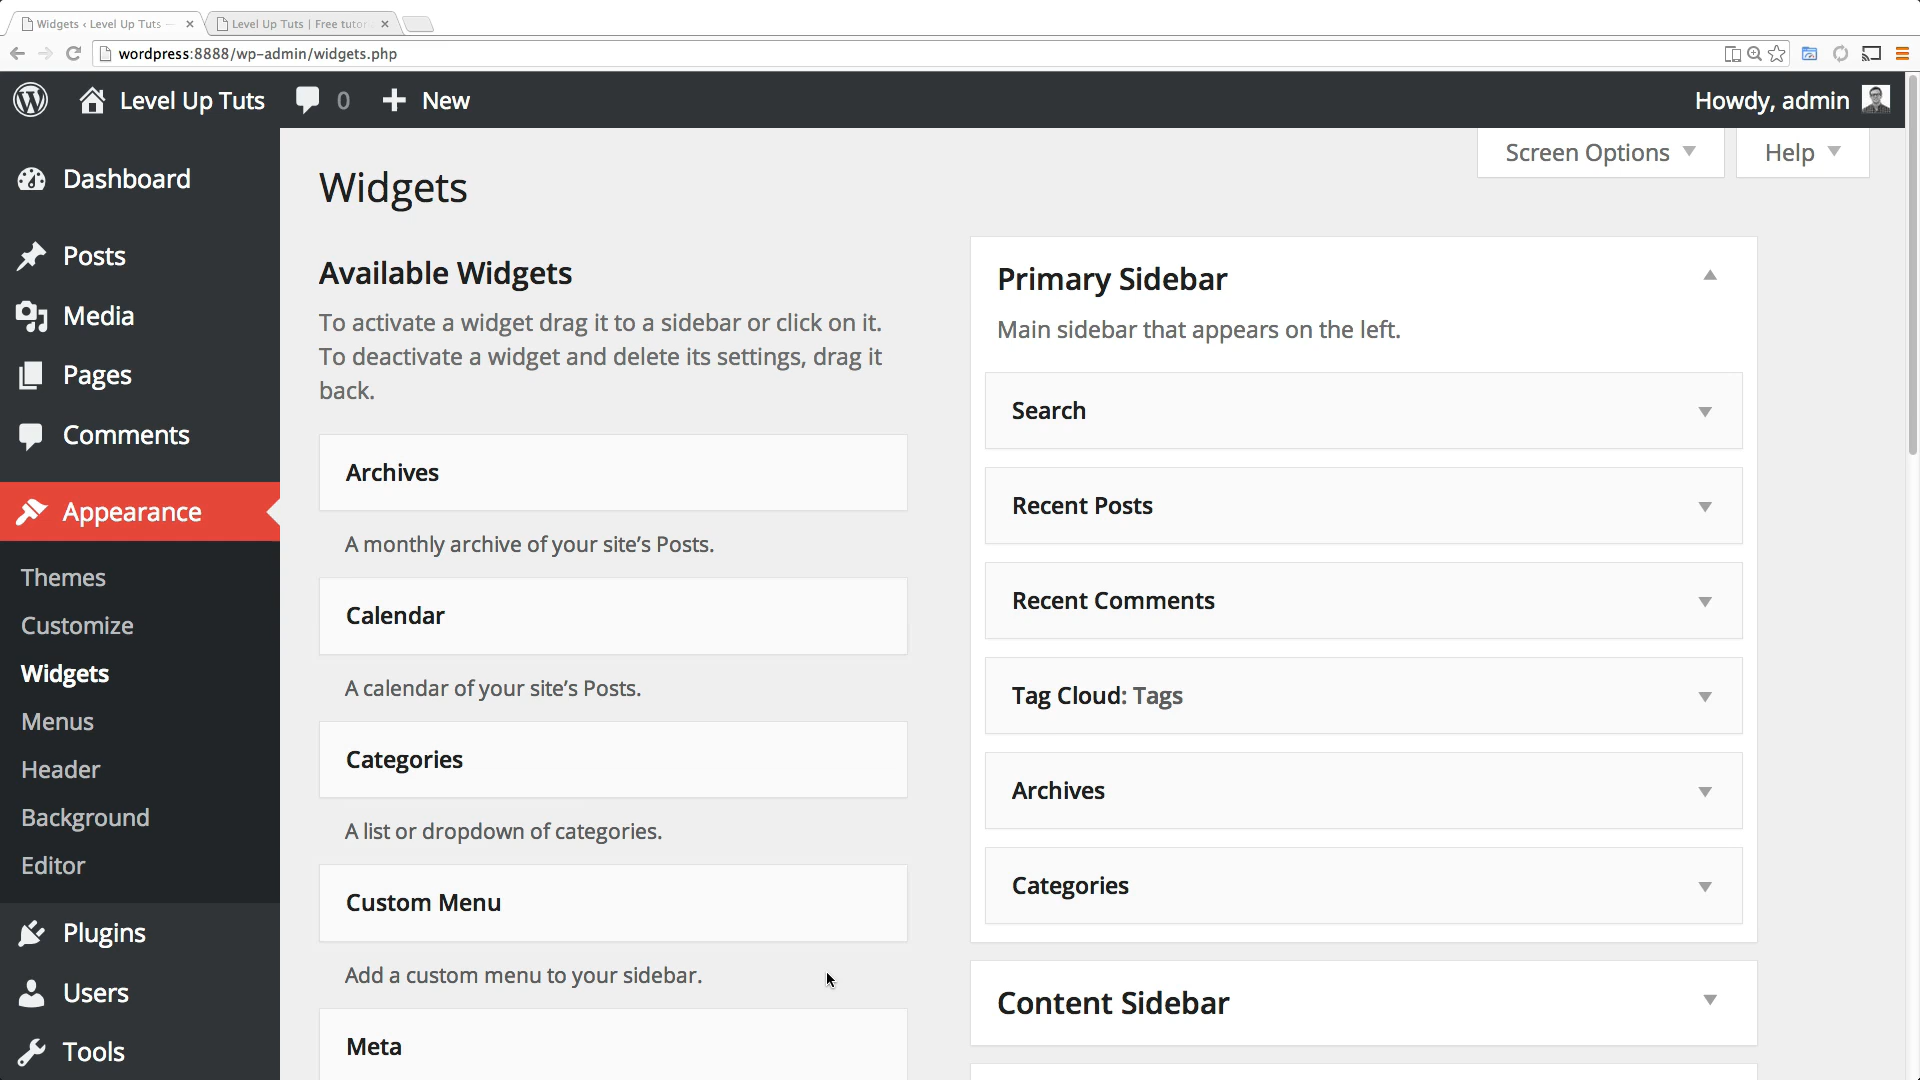 Widgets ‹ Level Up Tuts —
Level Up Tuts | Free tutor
wordpress:8888/wp-admin/widgets.php
Level Up Tuts
0
New
Howdy, admin
Dashboard
Posts
Media
Pages
Comments
Appearance
Themes
Customize
Widgets
Menus
Header
Background
Editor
Plugins
Users
Tools
Screen Options
Help
Widgets
Available Widgets
To activate a widget drag it to a sidebar or click on it.
To deactivate a widget and delete its settings, drag it
back.
Archives
A monthly archive of your site’s Posts.
Calendar
A calendar of your site’s Posts.
Categories
A list or dropdown of categories.
Custom Menu
Add a custom menu to your sidebar.
Meta
Primary Sidebar
Main sidebar that appears on the left.
Search
Recent Posts
Recent Comments
Tag Cloud: Tags
Archives
Categories
Content Sidebar